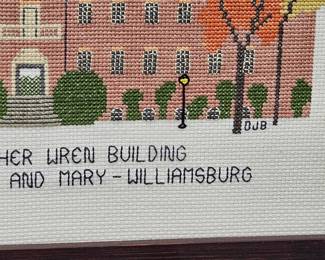 DJB
HER WREN BUILDING
AND MARY - WILLIAMSBURG